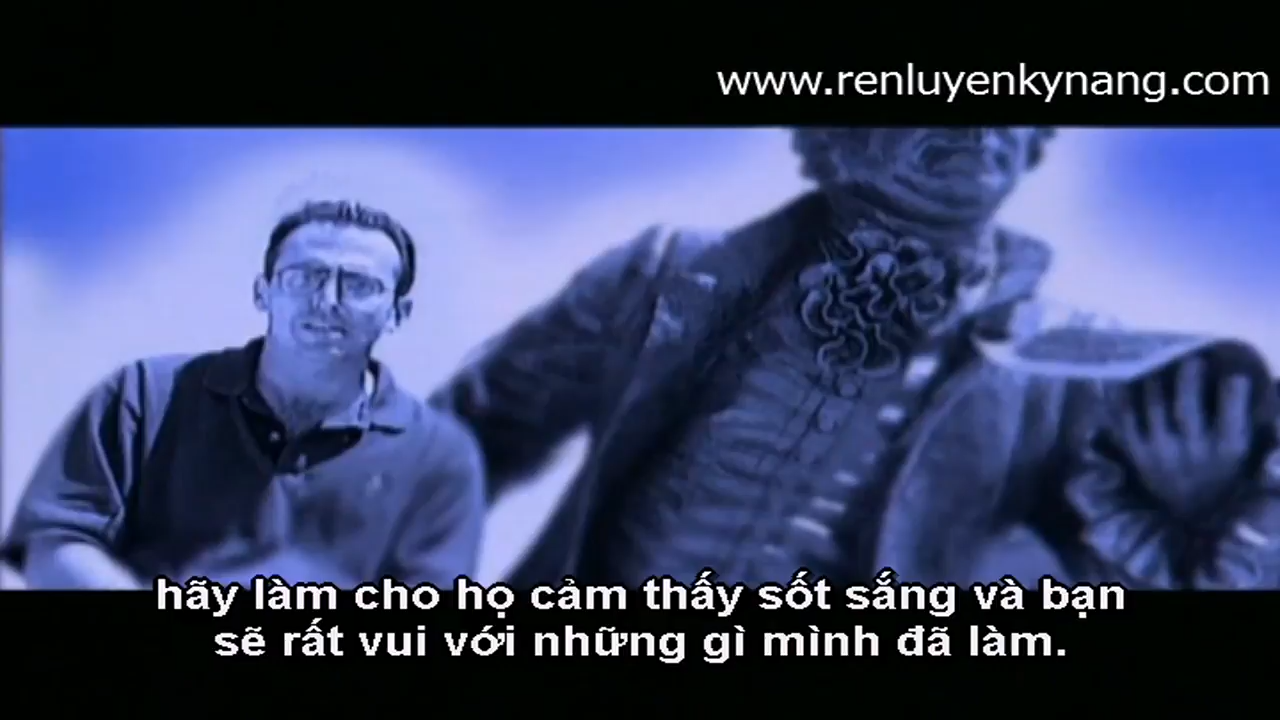 www.renluyenkynang.com
hãy làm cho họ cảm thấy sốt sắng và bạn
sẽ rất vui với những gì mình đã làm.